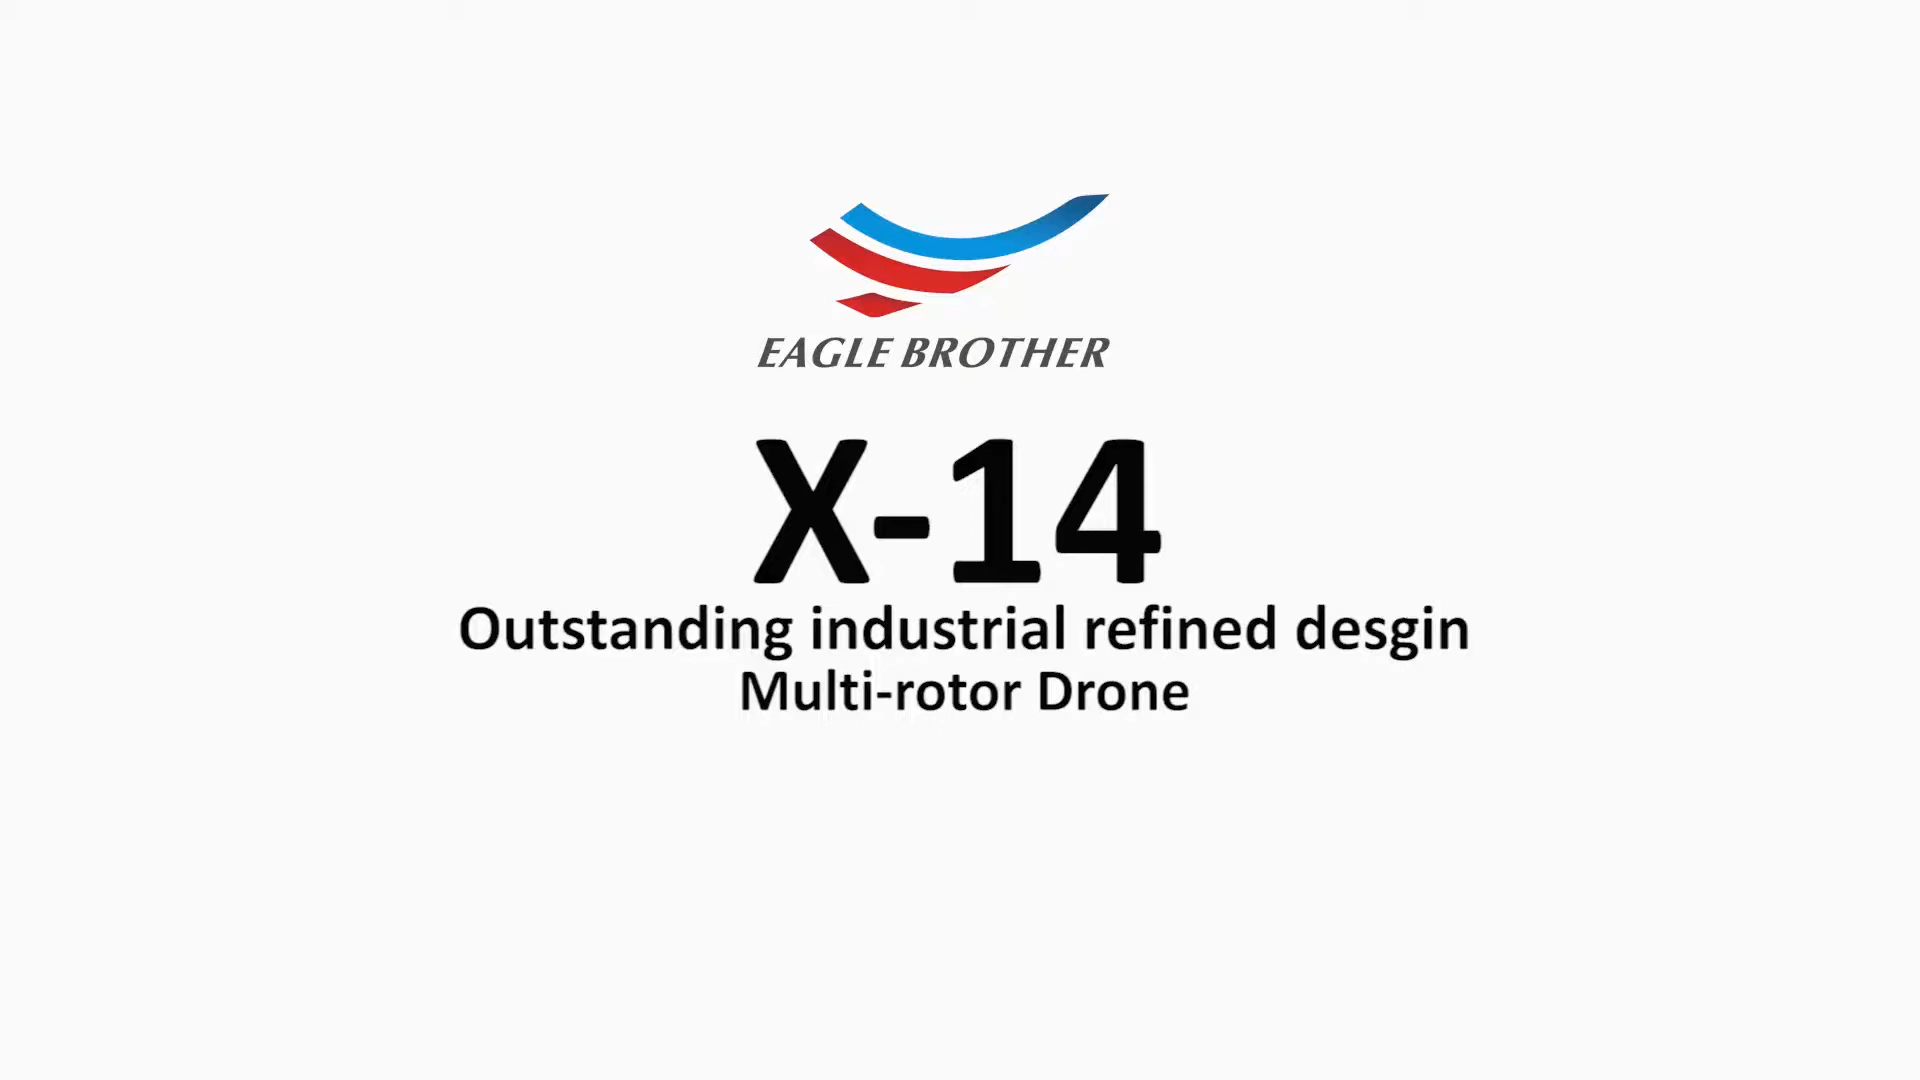 EAGLE BROTHER
X-14
Outstanding industrial refined desgin
Multi-rotor Drone